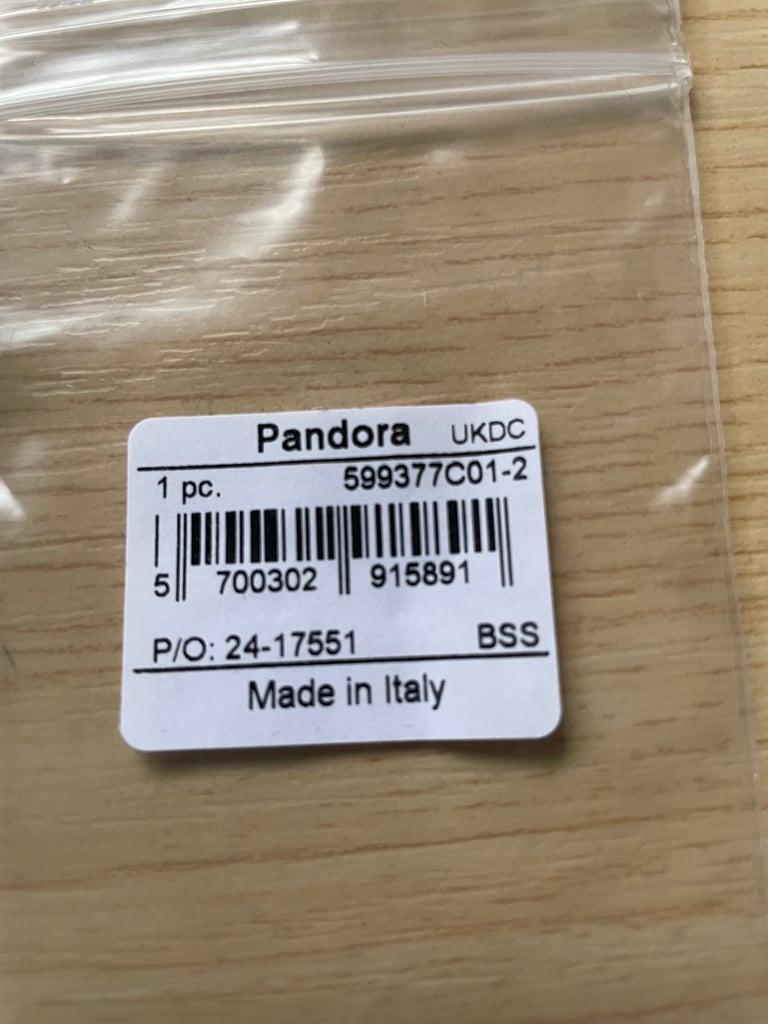 Pandora UKDC
1 pc. 599377C01-2
5 700302 915891
P/O: 24-17551 BSS
Made in Italy